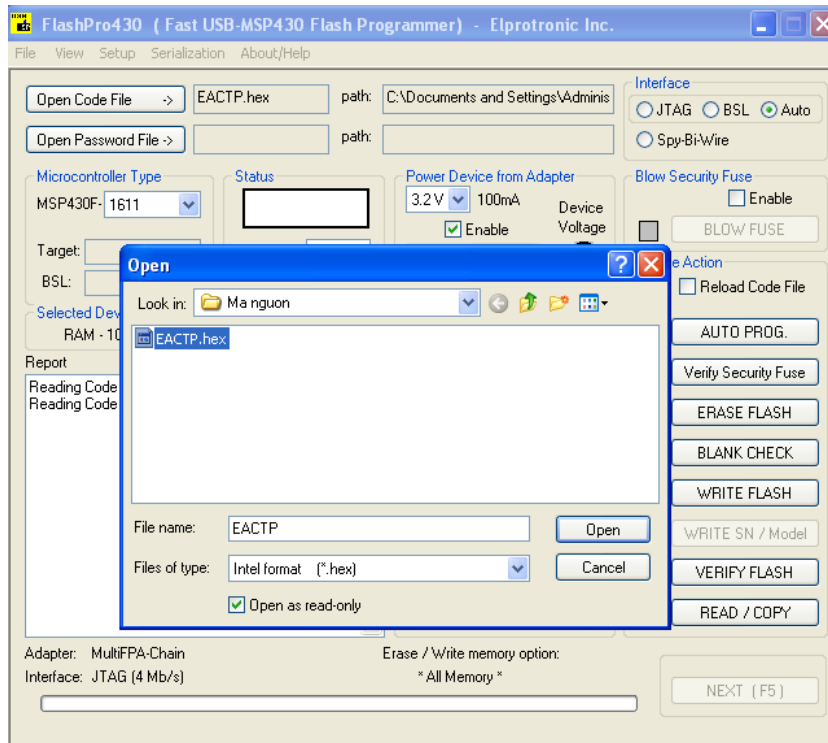 FlashPro430 ( Fast USB-MSP430 Flash Programmer) - Elprotronic Inc.
File View Setup Serialization About/Help
Open Code File -> EACTP.hex path: C:\Documents and Settings\Adminis
Open Password File -> path:
Interface
JTAG BSL Auto
Spy-Bi-Wire
Microcontroller Type
MSP430F- 1611
Target:
BSL:
Status
Power Device from Adapter
3.2 V 100mA
Enable
Device
Voltage
Blow Security Fuse
Enable
BLOW FUSE
Action
Reload Code File
AUTO PROG.
Verify Security Fuse
ERASE FLASH
BLANK CHECK
WRITE FLASH
WRITE SN / Model
VERIFY FLASH
READ / COPY
NEXT (F5)
Selected
RAM - 10
Report
Reading Code
Reading Code
Open
Look in: Ma nguon
EACTP.hex
File name: EACTP Open
Files of type: Intel format (*.hex) Cancel
Open as read-only
Adapter: MultiFPA-Chain
Interface: JTAG (4 Mb/s)
Erase / Write memory option:
* All Memory *